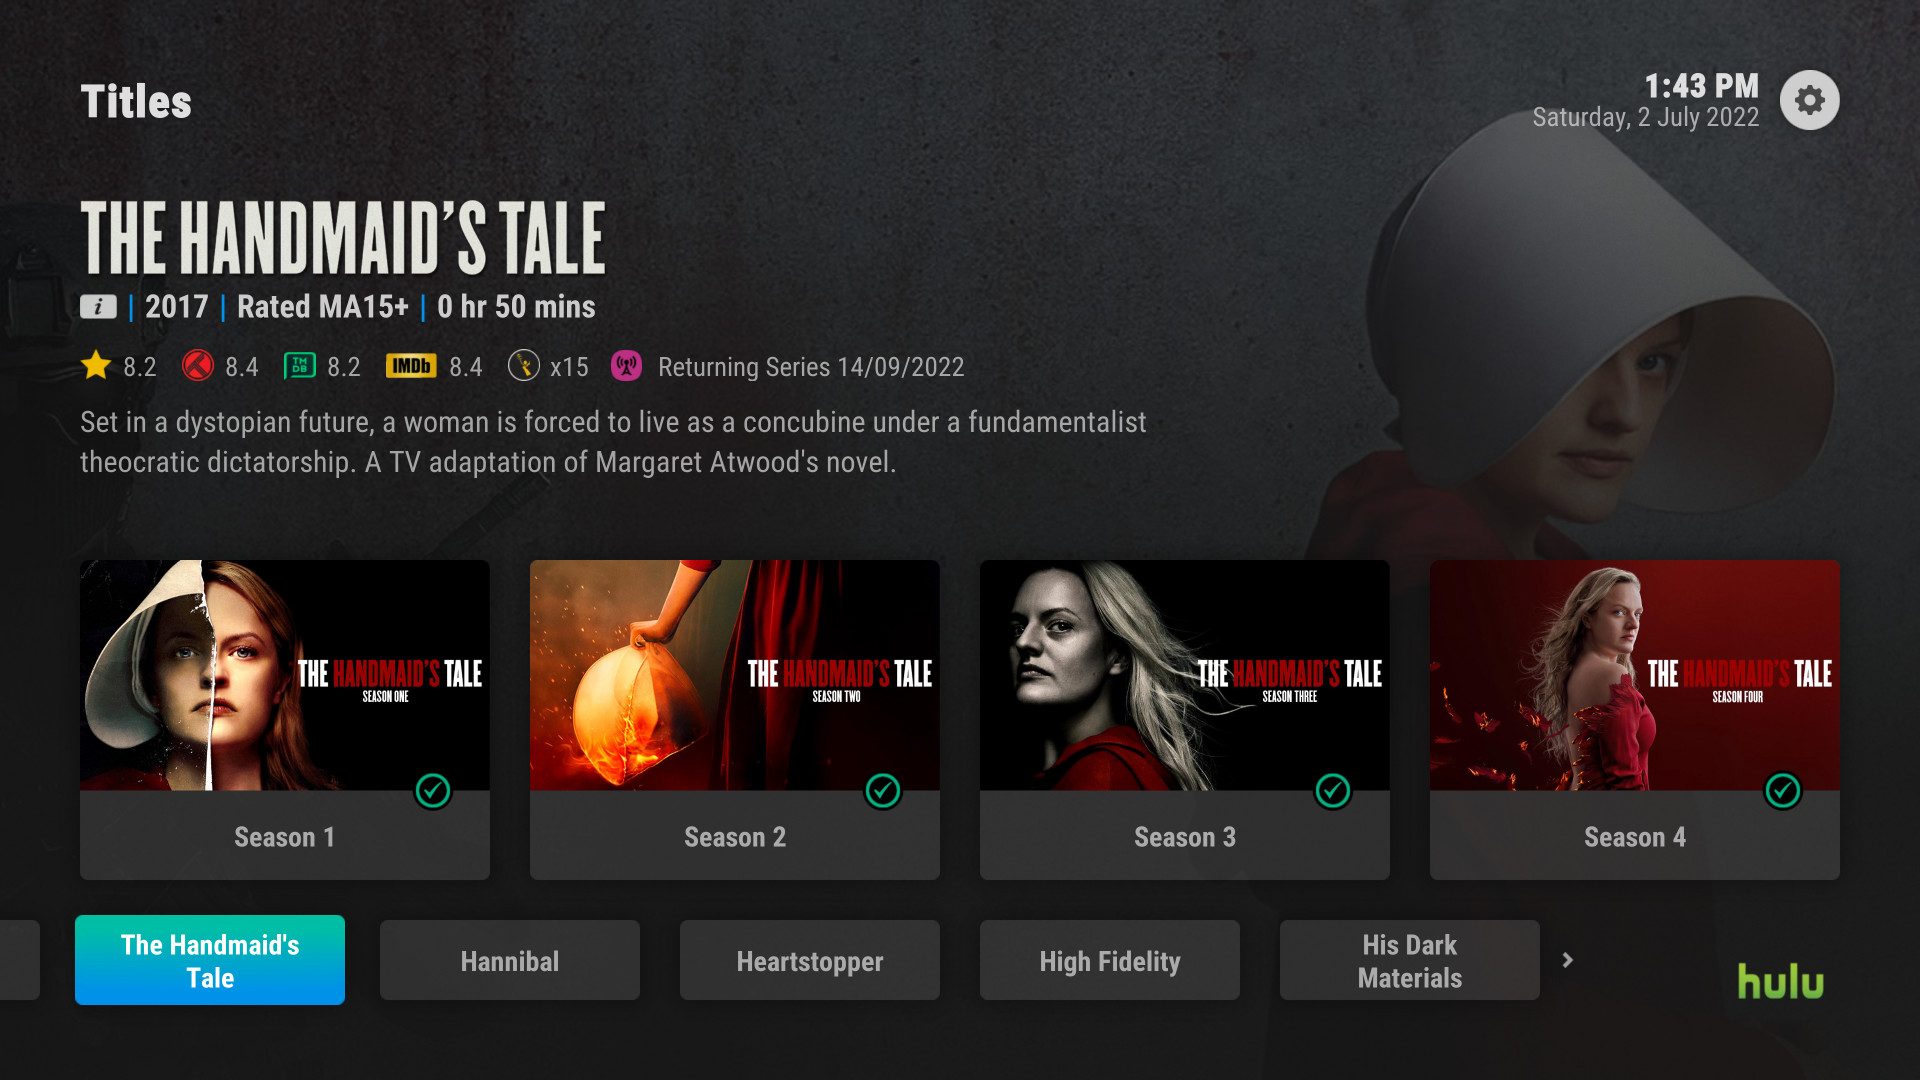 Titles
1:43 PM
Saturday, 2 July 2022
THE HANDMAID'S TALE
i | 2017 | Rated MA15+ | 0 hr 50 mins
8.2 8.4 TMDB 8.2 IMDb 8.4 x15 Returning Series 14/09/2022
Set in a dystopian future, a woman is forced to live as a concubine under a fundamentalist
theocratic dictatorship. A TV adaptation of Margaret Atwood's novel.
THE HANDMAID'S TALE
SEASON ONE
Season 1
THE HANDMAID'S TALE
SEASON TWO
Season 2
THE HANDMAID'S TALE
SEASON THREE
Season 3
THE HANDMAID'S TALE
SEASON FOUR
Season 4
The Handmaid's
Tale
Hannibal
Heartstopper
High Fidelity
His Dark
Materials
hulu